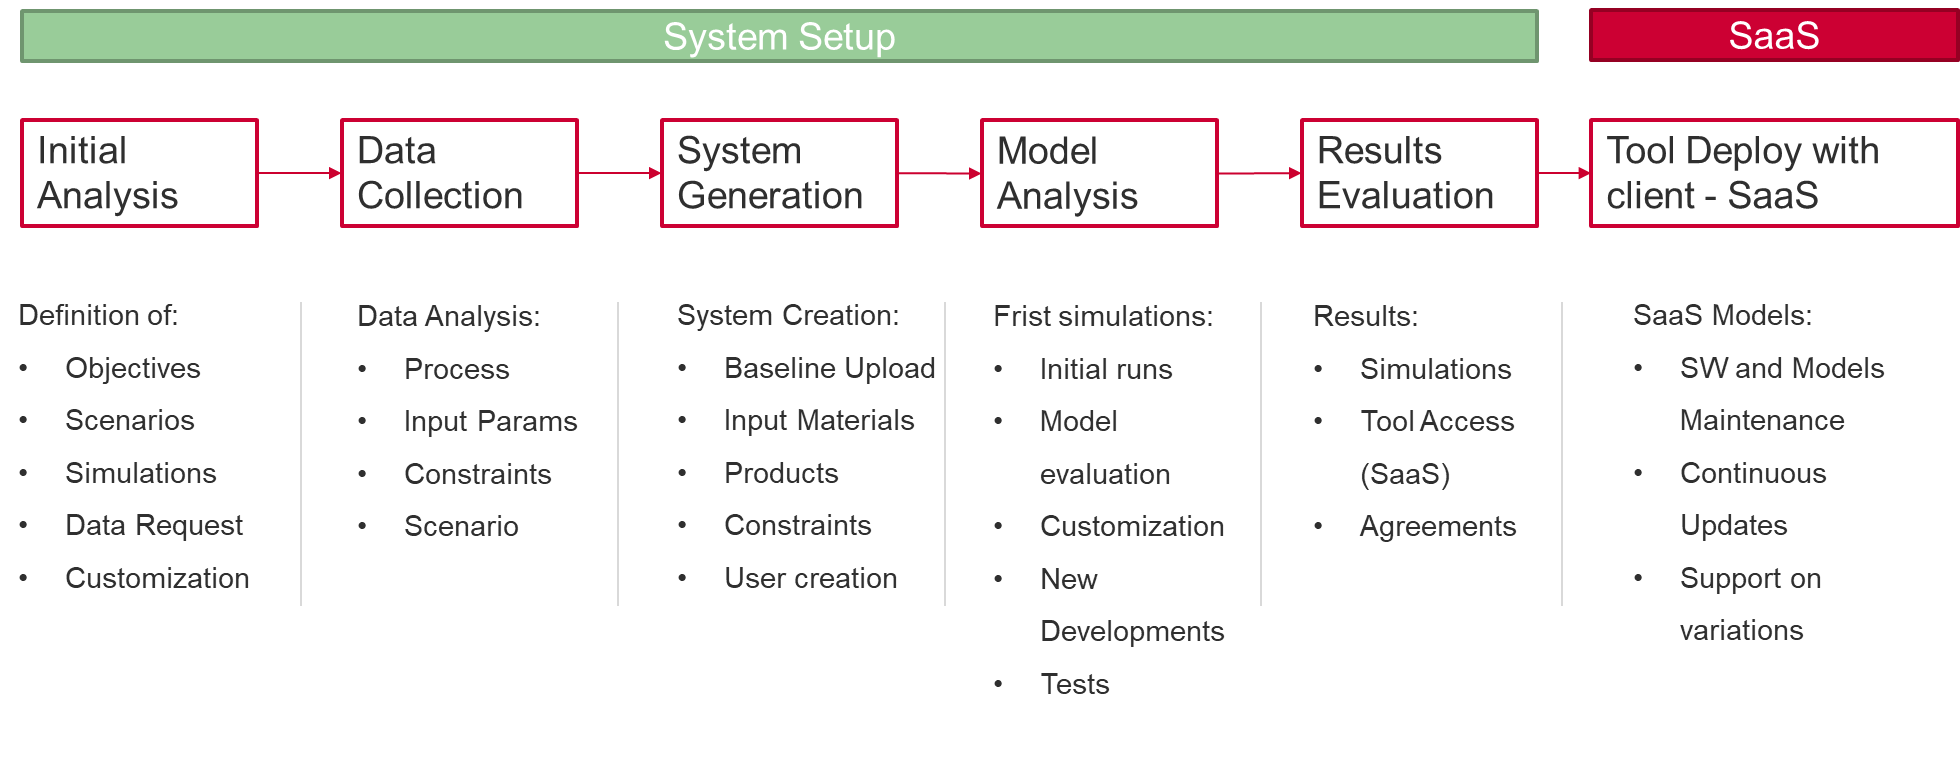 System Setup
SaaS
Initial
Analysis
Data
Collection
System
Generation
Model
Analysis
Results
Evaluation
Tool Deploy with
client - SaaS
Definition of:
• Objectives
• Scenarios
• Simulations
• Data Request
• Customization
Data Analysis:
• Process
• Input Params
• Constraints
• Scenario
System Creation:
• Baseline Upload
• Input Materials
• Products
• Constraints
• User creation
Frist simulations:
• Initial runs
• Model
evaluation
• Customization
• New
Developments
• Tests
Results:
• Simulations
• Tool Access
(SaaS)
• Agreements
SaaS Models:
• SW and Models
Maintenance
• Continuous
Updates
• Support on
variations